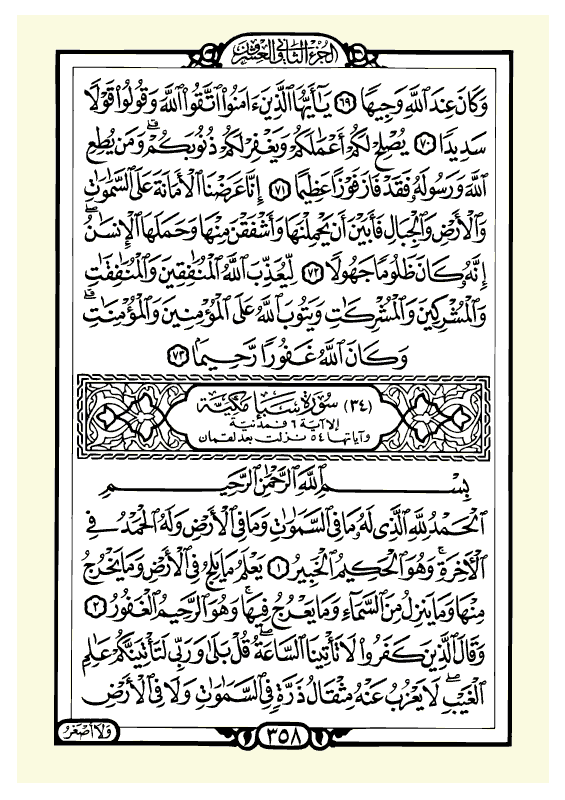 الجزء الثانى والعشرون
وَكَانَ عِندَ ٱللَّهِ وَجِيهًا ٦٩ يَـٰٓأَيُّهَا ٱلَّذِينَ ءَامَنُوا۟ ٱتَّقُوا۟ ٱللَّهَ وَقُولُوا۟ قَوْلًا
سَدِيدًا ٧٠ يُصْلِحْ لَكُمْ أَعْمَـٰلَكُمْ وَيَغْفِرْ لَكُمْ ذُنُوبَكُمْ ۗ وَمَن يُطِعِ
ٱللَّهَ وَرَسُولَهُۥ فَقَدْ فَازَ فَوْزًا عَظِيمًا ٧١ إِنَّا عَرَضْنَا ٱلْأَمَانَةَ عَلَى ٱلسَّمَـٰوَٰتِ
وَٱلْأَرْضِ وَٱلْجِبَالِ فَأَبَيْنَ أَن يَحْمِلْنَهَا وَأَشْفَقْنَ مِنْهَا وَحَمَلَهَا ٱلْإِنسَـٰنُ ۖ
إِنَّهُۥ كَانَ ظَلُومًا جَهُولًا ٧٢ لِّيُعَذِّبَ ٱللَّهُ ٱلْمُنَـٰفِقِينَ وَٱلْمُنَـٰفِقَـٰتِ
وَٱلْمُشْرِكِينَ وَٱلْمُشْرِكَـٰتِ وَيَتُوبَ ٱللَّهُ عَلَى ٱلْمُؤْمِنِينَ وَٱلْمُؤْمِنَـٰتِ ۗ
وَكَانَ ٱللَّهُ غَفُورًا رَّحِيمًا ٧٣
(٣٤) سورة سبإ مكية
إلا آية ٦ فمدنية
وآياتها ٥٤ نزلت بعد لقمان
بِسْمِ ٱللَّهِ ٱلرَّحْمَـٰنِ ٱلرَّحِيمِ
ٱلْحَمْدُ لِلَّهِ ٱلَّذِى لَهُۥ مَا فِى ٱلسَّمَـٰوَٰتِ وَمَا فِى ٱلْأَرْضِ وَلَهُ ٱلْحَمْدُ فِى
ٱلْـَٔاخِرَةِ ۚ وَهُوَ ٱلْحَكِيمُ ٱلْخَبِيرُ ١ يَعْلَمُ مَا يَلِجُ فِى ٱلْأَرْضِ وَمَا يَخْرُجُ
مِنْهَا وَمَا يَنزِلُ مِنَ ٱلسَّمَآءِ وَمَا يَعْرُجُ فِيهَا ۚ وَهُوَ ٱلرَّحِيمُ ٱلْغَفُورُ ٢
وَقَالَ ٱلَّذِينَ كَفَرُوا۟ لَا تَأْتِينَا ٱلسَّاعَةُ ۖ قُلْ بَلَىٰ وَرَبِّى لَتَأْتِيَنَّكُمْ عَـٰلِمِ
ٱلْغَيْبِ ۖ لَا يَعْزُبُ عَنْهُ مِثْقَالُ ذَرَّةٍ فِى ٱلسَّمَـٰوَٰتِ وَلَا فِى ٱلْأَرْضِ
وَلَآ أَصْغَرُ
٣٥٨